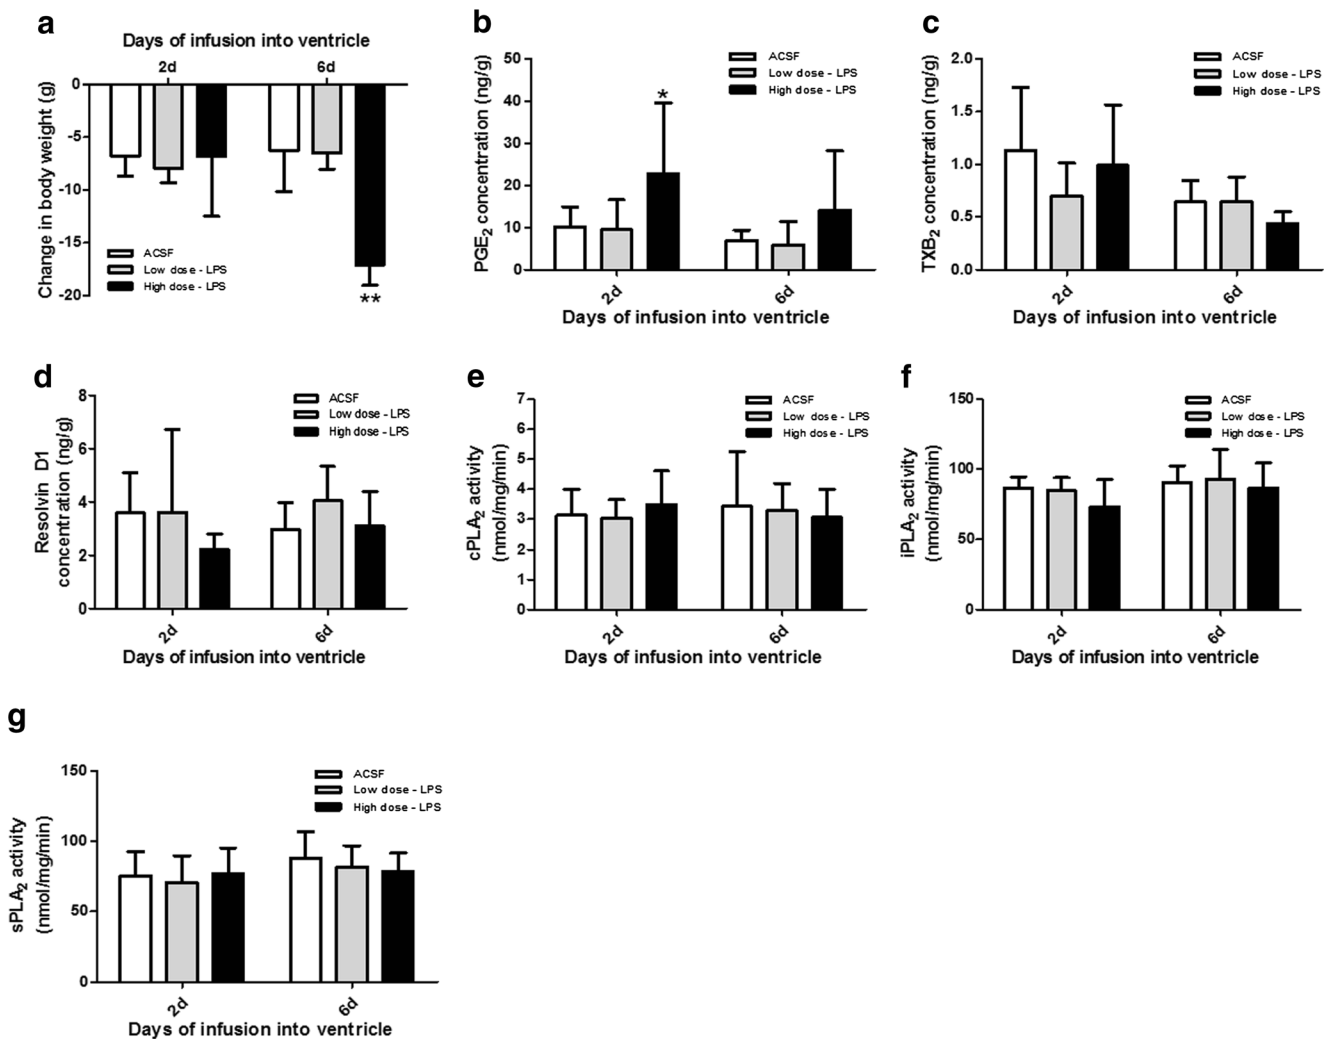 a
Days of infusion into ventricle
2d 6d
0
-5
-10
-15
-20
Change in body weight (g)
ACSF
Low dose - LPS
High dose - LPS
**
b
50
40
30
20
10
0
PGE2 concentration (ng/g)
ACSF
Low dose - LPS
High dose - LPS
*
2d 6d
Days of infusion into ventricle
c
2.0
1.5
1.0
0.5
0.0
TXB2 concentration (ng/g)
ACSF
Low dose - LPS
High dose - LPS
2d 6d
Days of infusion into ventricle
d
8
6
4
2
0
Resolvin D1
concentration (ng/g)
ACSF
Low dose - LPS
High dose - LPS
2d 6d
Days of infusion into ventricle
e
7
6
5
4
3
2
1
0
cPLA2 activity
(nmol/mg/min)
ACSF
Low dose - LPS
High dose - LPS
2d 6d
Days of infusion into ventricle
f
150
100
50
0
iPLA2 activity
(nmol/mg/min)
ACSF
Low dose - LPS
High dose - LPS
2d 6d
Days of infusion into ventricle
g
150
100
50
0
sPLA2 activity
(nmol/mg/min)
ACSF
Low dose - LPS
High dose - LPS
2d 6d
Days of infusion into ventricle